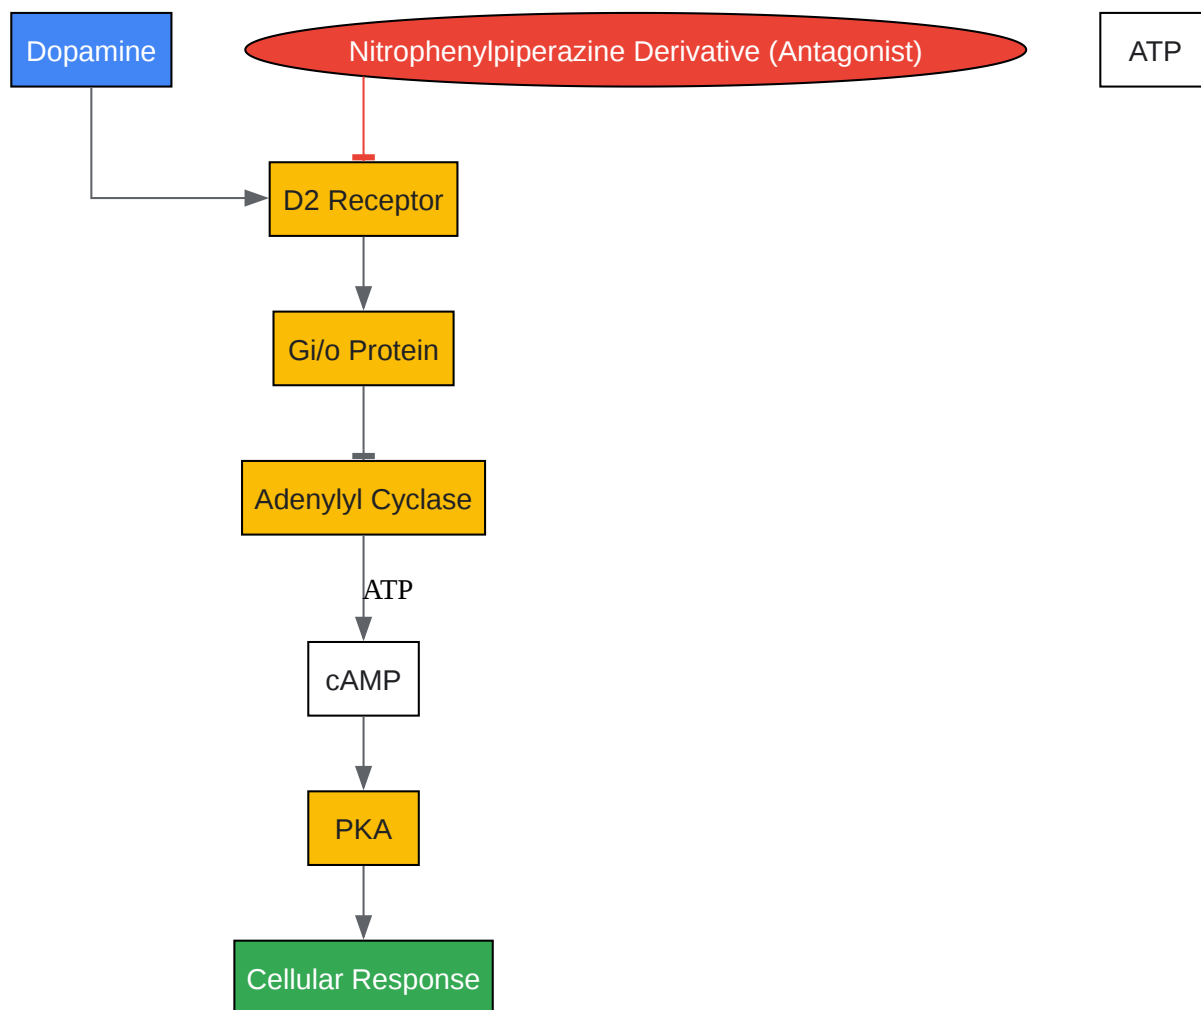 Dopamine
Nitrophenylpiperazine Derivative (Antagonist)
ATP
D2 Receptor
Gi/o Protein
Adenylyl Cyclase
ATP
cAMP
PKA
Cellular Response